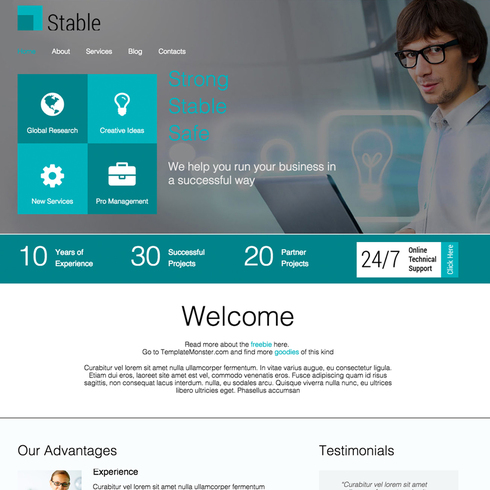 Stable
Home About Services Blog Contacts
Strong
Stable
Safe
Global Research
Creative Ideas
New Services
Pro Management
We help you run your business in
a successful way
10 Years of
Experience
30 Successful
Projects
20 Partner
Projects
24/7 Online
Technical
Support
Click Here
Welcome
Read more about the freebie here.
Go to TemplateMonster.com and find more goodies of this kind
Curabitur vel lorem sit amet nulla ullamcorper fermentum. In vitae varius augue, eu consectetur ligula.
Etiam dui eros, laoreet site amet est vel, commodo venenatis eros. Fusce adipiscing quam id risus
sagittis, non consequat lacus interdum. nulla, eu sodales arcu. Quisque viverra nulla nunc, eu ultrices
libero ultricies eget. Phasellus accumsan
Our Advantages
Experience
Curabitur vel lorem sit amet nulla ullamcorper fermentum
Testimonials
"Curabitur vel lorem sit amet